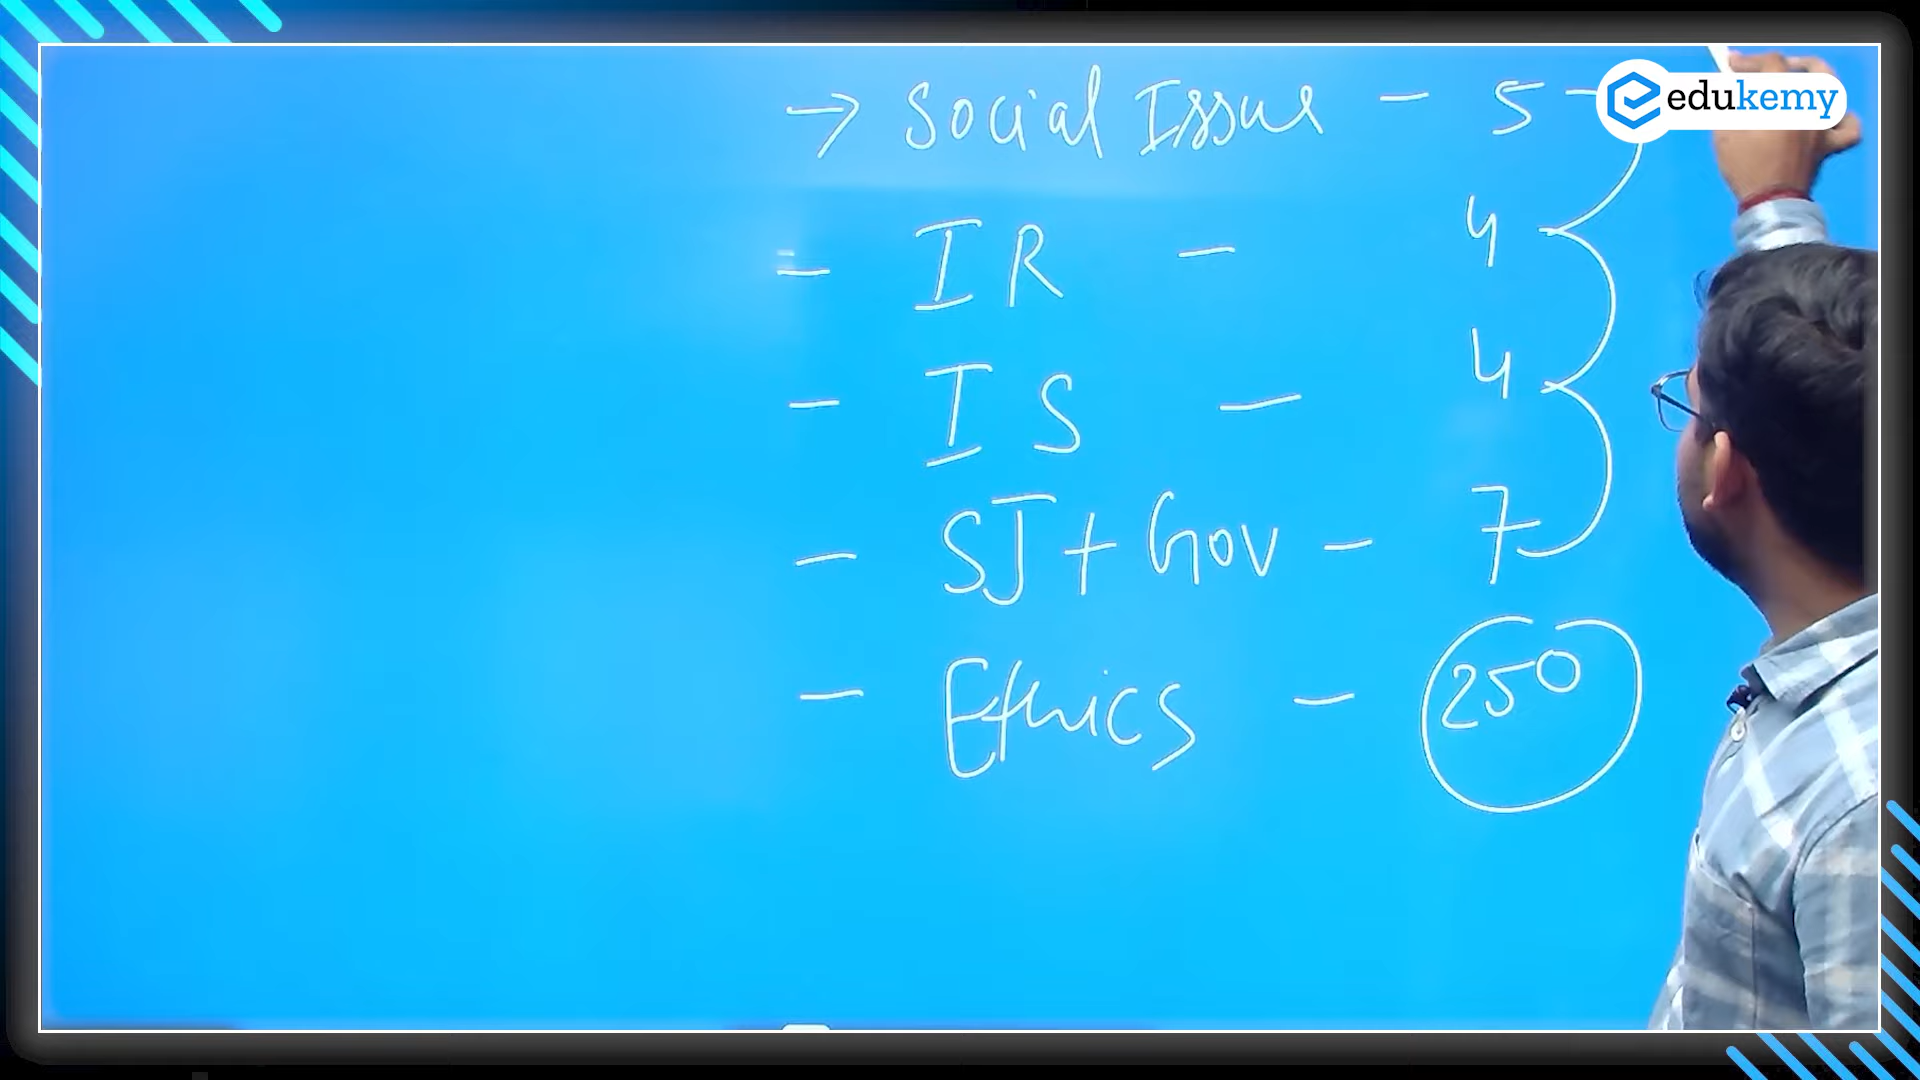 → Social Issue - 5 -
edukemy
- IR - 4
- IS - 4
- SJ + Gov - 7
- Ethics - 250